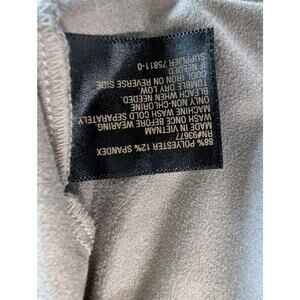 88% POLYESTER 12% SPANDEX
RN#93677
MADE IN VIETNAM
WASH ONCE BEFORE WEARING
MACHINE WASH COLD SEPARATELY
ONLY NON-CHLORINE
BLEACH WHEN NEEDED
TUMBLE DRY LOW
COOL IRON ON REVERSE SIDE
IF NEEDED
SUPPLIER 75811-0